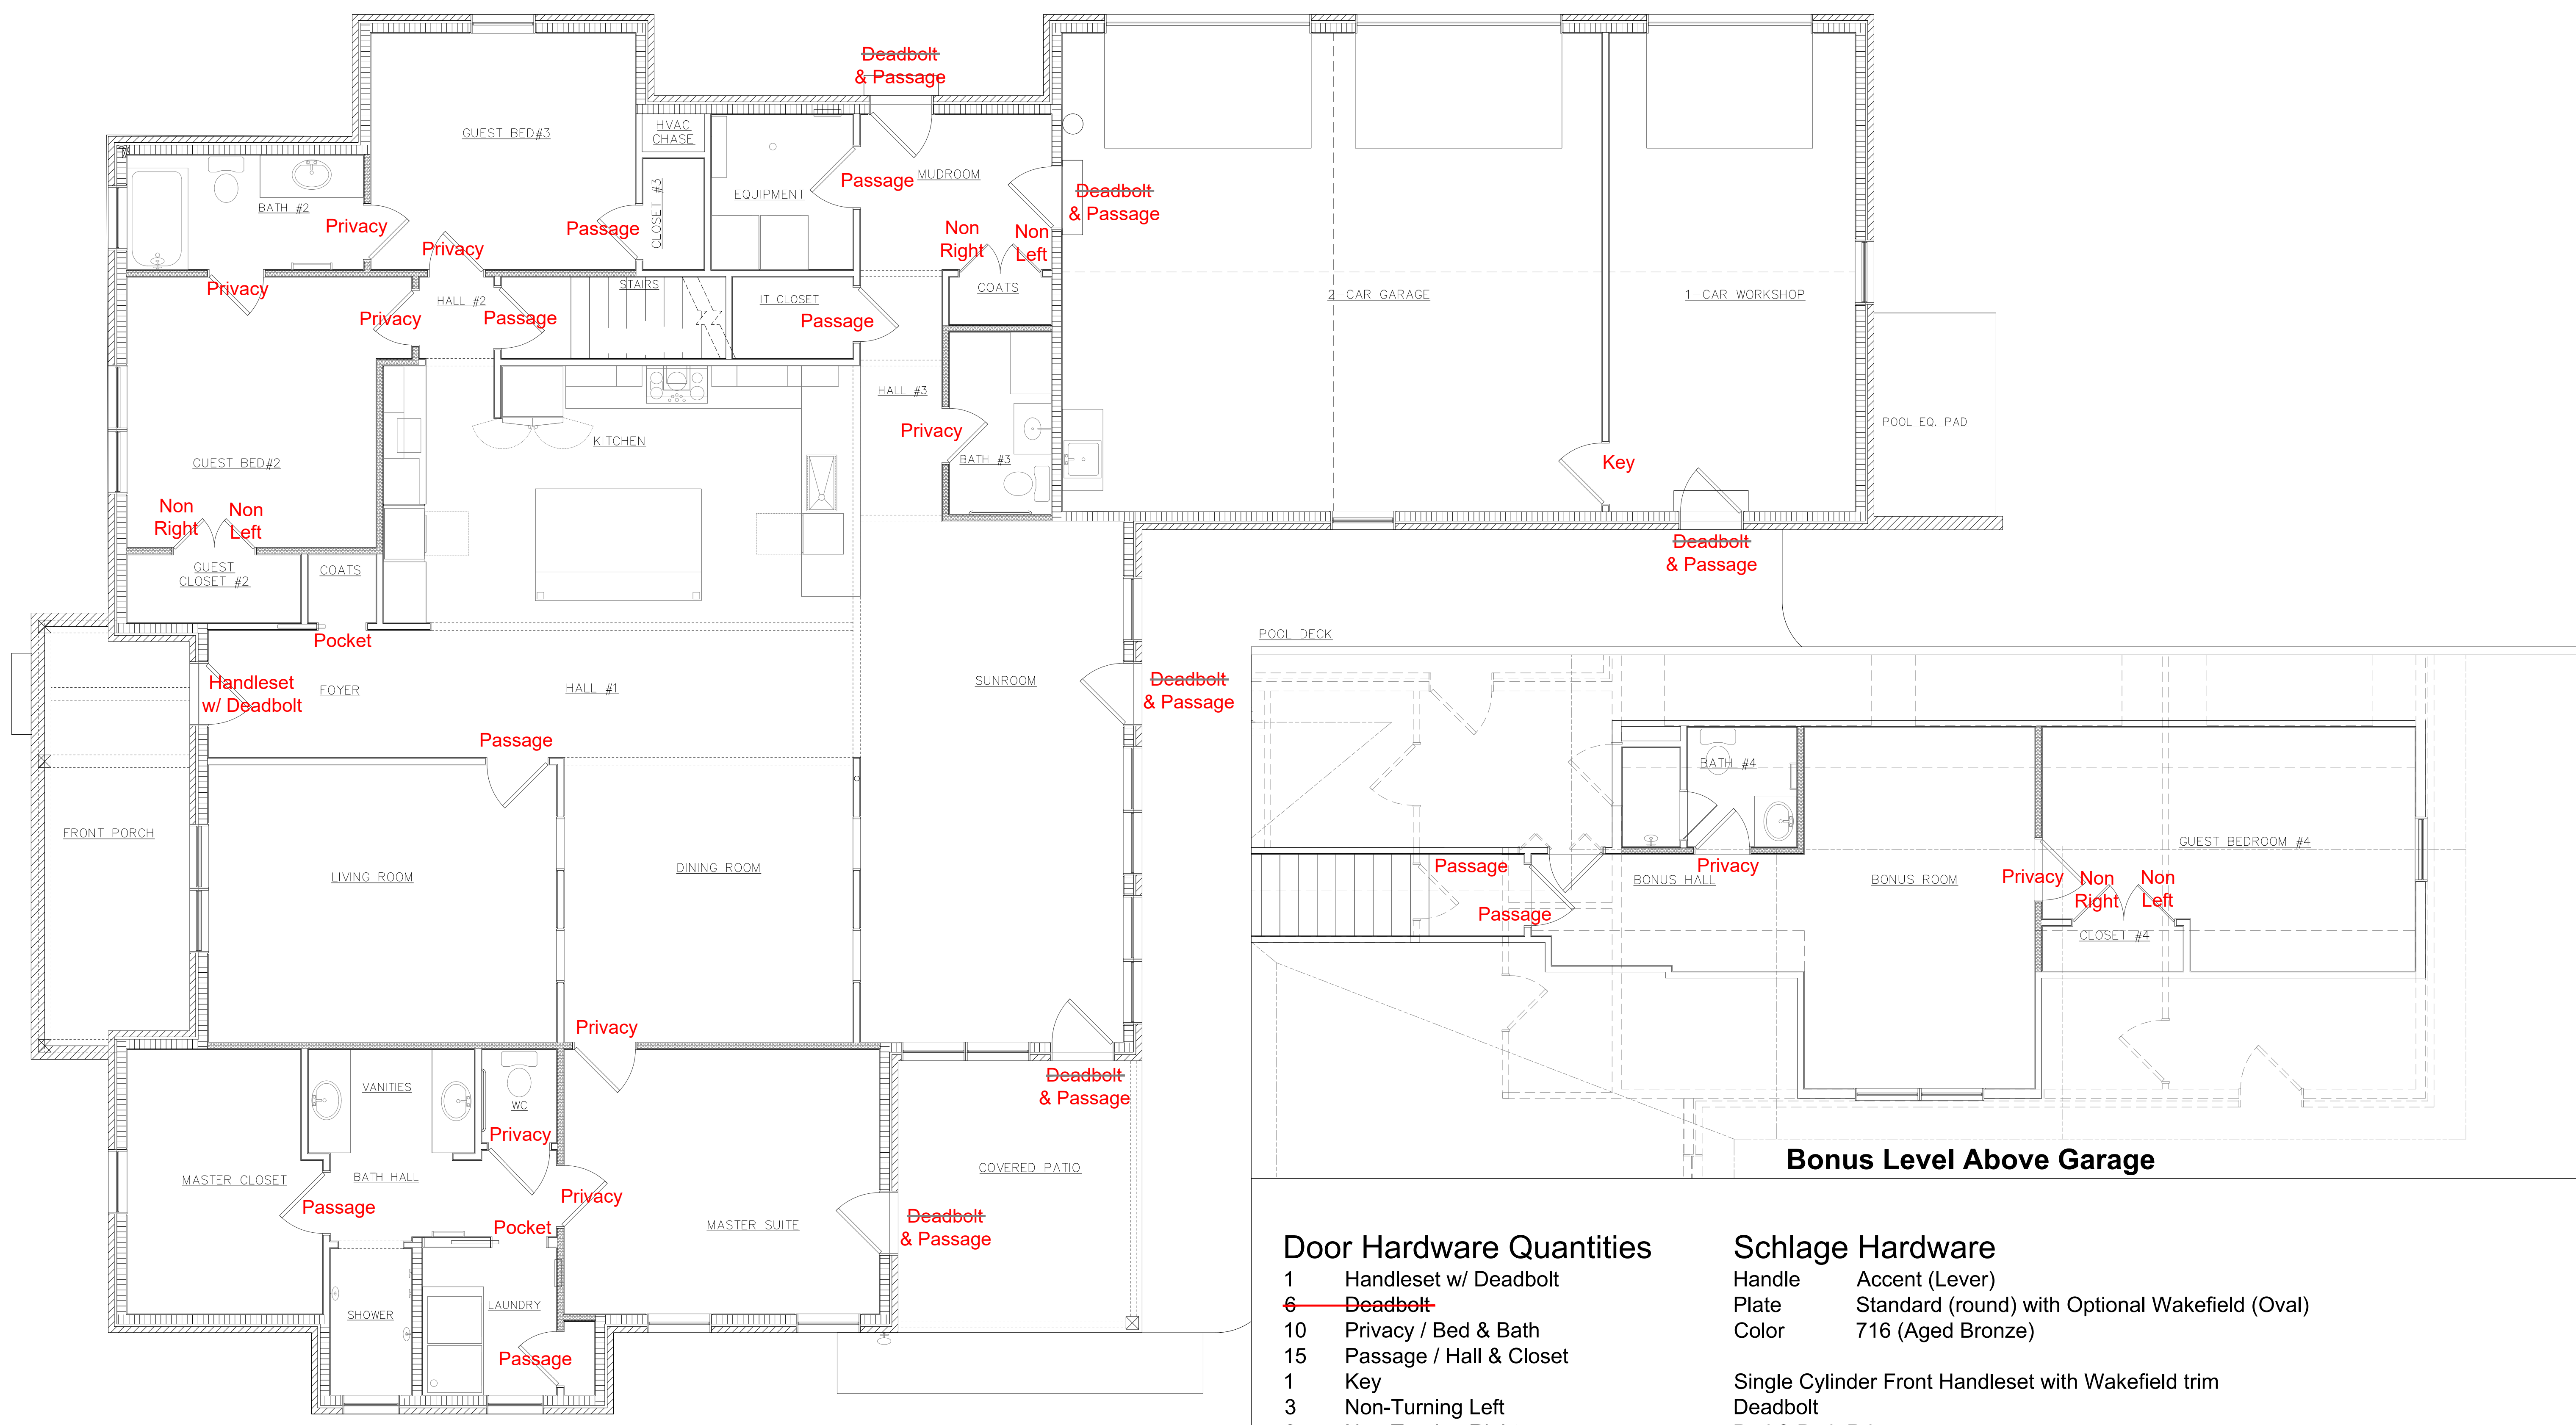 Deadbolt
& Passage
GUEST BED#3
HVAC
CHASE
CLOSET #3
EQUIPMENT
Passage
MUDROOM
Deadbolt
& Passage
BATH #2
Privacy
Privacy
Passage
Non
Right
Non
Left
Privacy
HALL #2
Privacy
Passage
STAIRS
IT CLOSET
Passage
COATS
2-CAR GARAGE
1-CAR WORKSHOP
HALL #3
KITCHEN
Privacy
BATH #3
POOL EQ. PAD
Key
GUEST BED#2
Non
Right
Non
Left
GUEST
CLOSET #2
COATS
Deadbolt
& Passage
Pocket
POOL DECK
Handleset
w/ Deadbolt
FOYER
HALL #1
SUNROOM
Deadbolt
& Passage
Passage
FRONT PORCH
LIVING ROOM
DINING ROOM
BATH #4
GUEST BEDROOM #4
Passage
Privacy
BONUS HALL
BONUS ROOM
Privacy
Non
Right
Non
Left
Passage
CLOSET #4
Privacy
VANITIES
WC
Privacy
Deadbolt
& Passage
MASTER CLOSET
BATH HALL
Passage
Pocket
Privacy
MASTER SUITE
COVERED PATIO
Deadbolt
& Passage
SHOWER
LAUNDRY
Passage
Bonus Level Above Garage
Door Hardware Quantities
1 Handleset w/ Deadbolt
6 Deadbolt
10 Privacy / Bed & Bath
15 Passage / Hall & Closet
1 Key
3 Non-Turning Left
Schlage Hardware
Handle Accent (Lever)
Plate Standard (round) with Optional Wakefield (Oval)
Color 716 (Aged Bronze)
Single Cylinder Front Handleset with Wakefield trim
Deadbolt